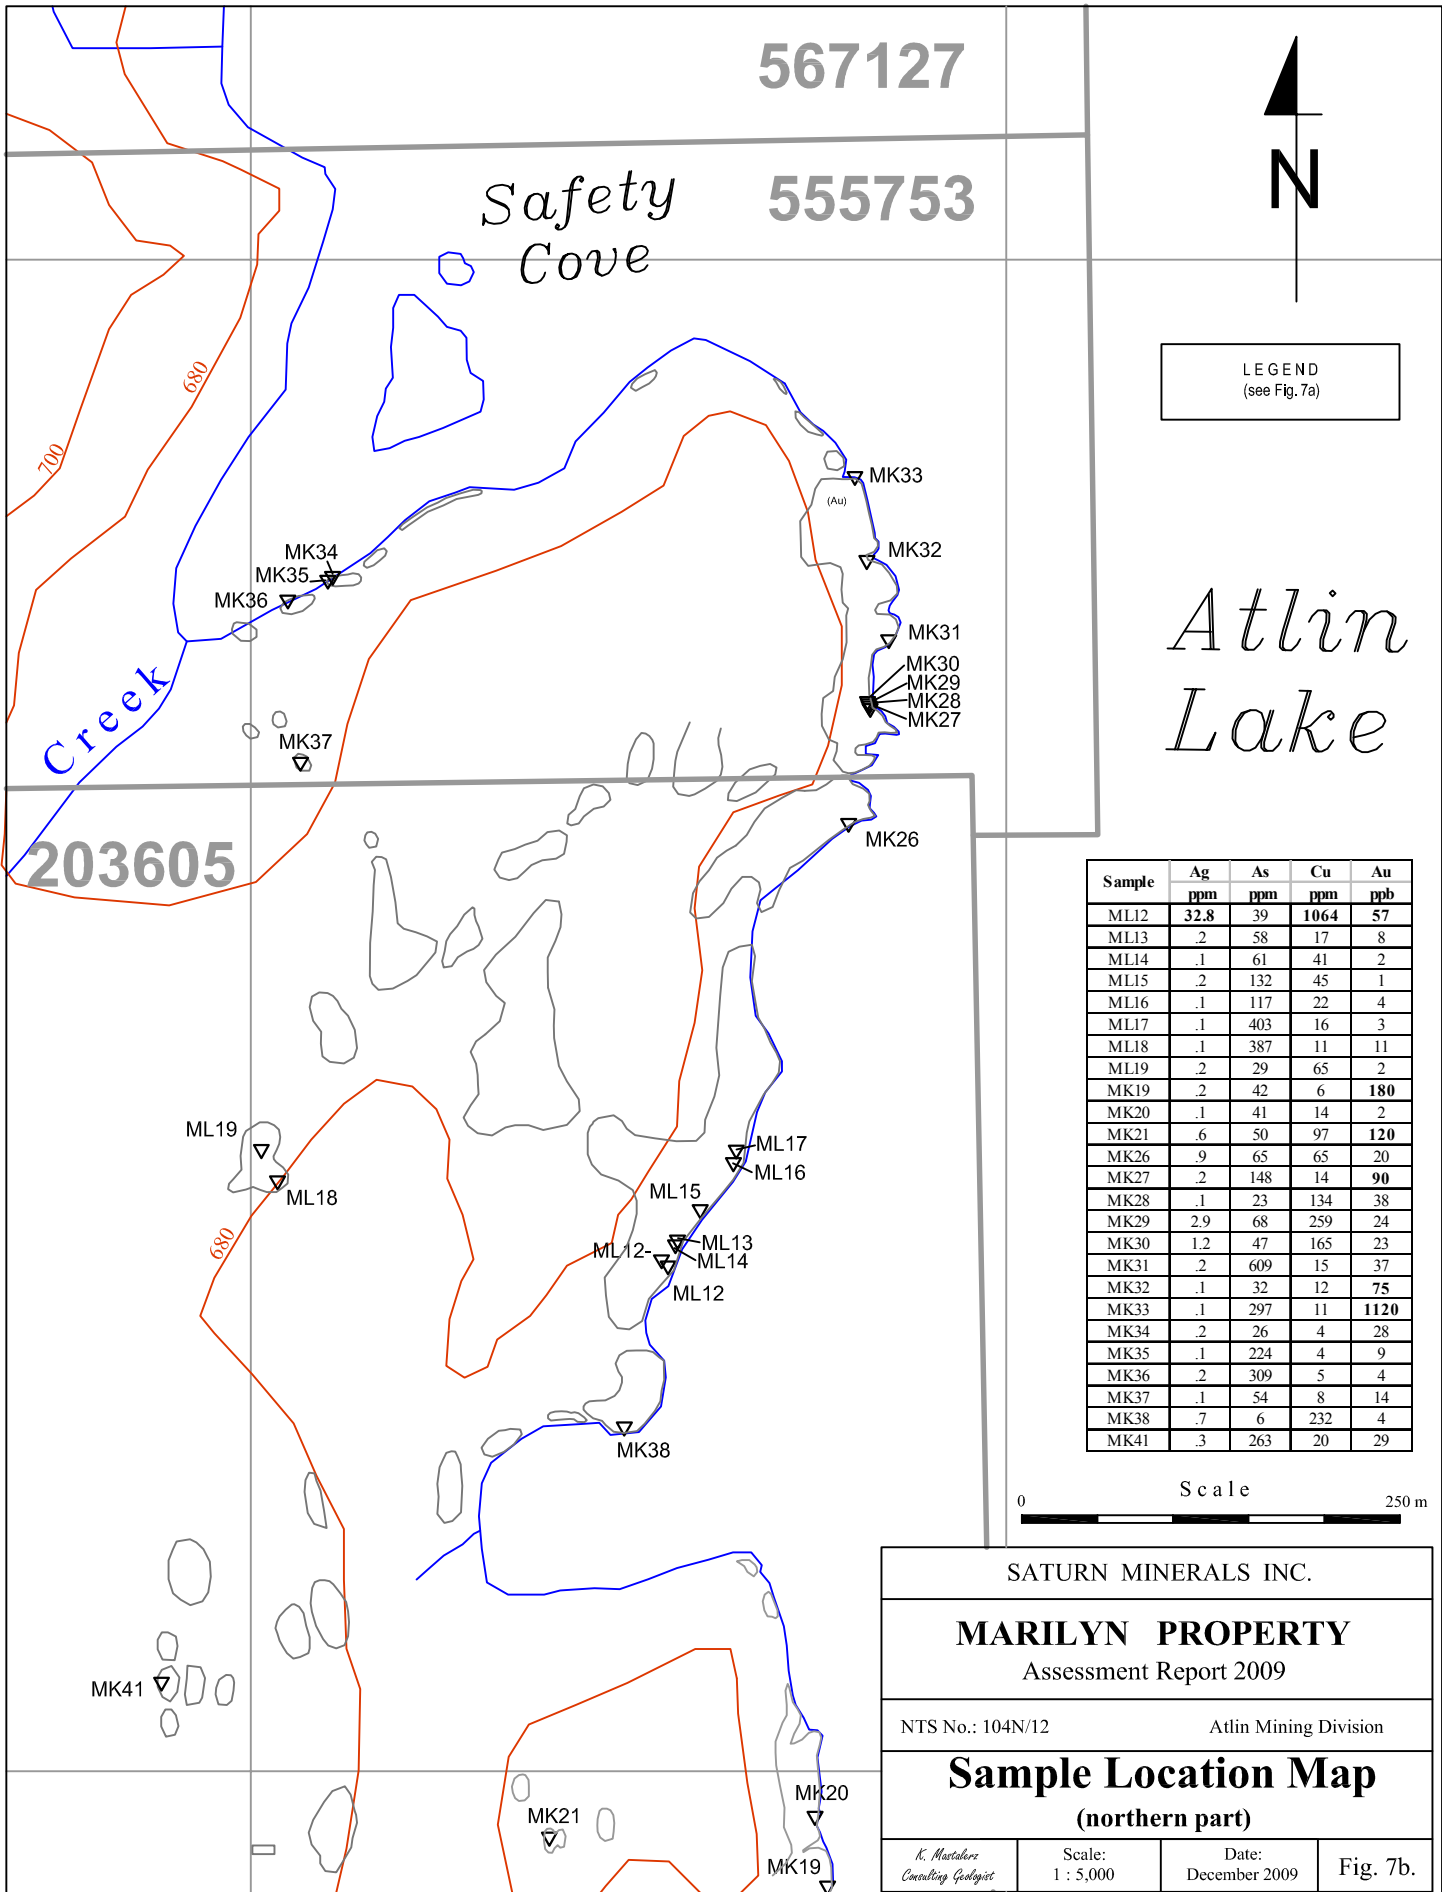 567127
555753
Safety
Cove
N
LEGEND
(see Fig. 7a)
680
700
MK33
(Au)
MK32
MK34
MK35
MK36
Atlin
Lake
MK31
MK30
MK29
MK28
MK27
Creek
MK37
MK26
203605
Sample Ag As Cu Au
ppm ppm ppm ppb
ML12 32.8 39 1064 57
ML13 .2 58 17 8
ML14 .1 61 41 2
ML15 .2 132 45 1
ML16 .1 117 22 4
ML17 .1 403 16 3
ML18 .1 387 11 11
ML19 .2 29 65 2
MK19 .2 42 6 180
MK20 .1 41 14 2
MK21 .6 50 97 120
MK26 .9 65 65 20
MK27 .2 148 14 90
MK28 .1 23 134 38
MK29 2.9 68 259 24
MK30 1.2 47 165 23
MK31 .2 609 15 37
MK32 .1 32 12 75
MK33 .1 297 11 1120
MK34 .2 26 4 28
MK35 .1 224 4 9
MK36 .2 309 5 4
MK37 .1 54 8 14
MK38 .7 6 232 4
MK41 .3 263 20 29
ML19
ML18
ML17
ML16
ML15
680
ML13
ML12-
ML14
ML12
MK38
Scale
0 250 m
MK41
MK21
MK20
MK19
SATURN MINERALS INC.
MARILYN PROPERTY
Assessment Report 2009
NTS No.: 104N/12 Atlin Mining Division
Sample Location Map
(northern part)
K. Mastalerz
Consulting Geologist
Scale:
1 : 5,000
Date:
December 2009
Fig. 7b.